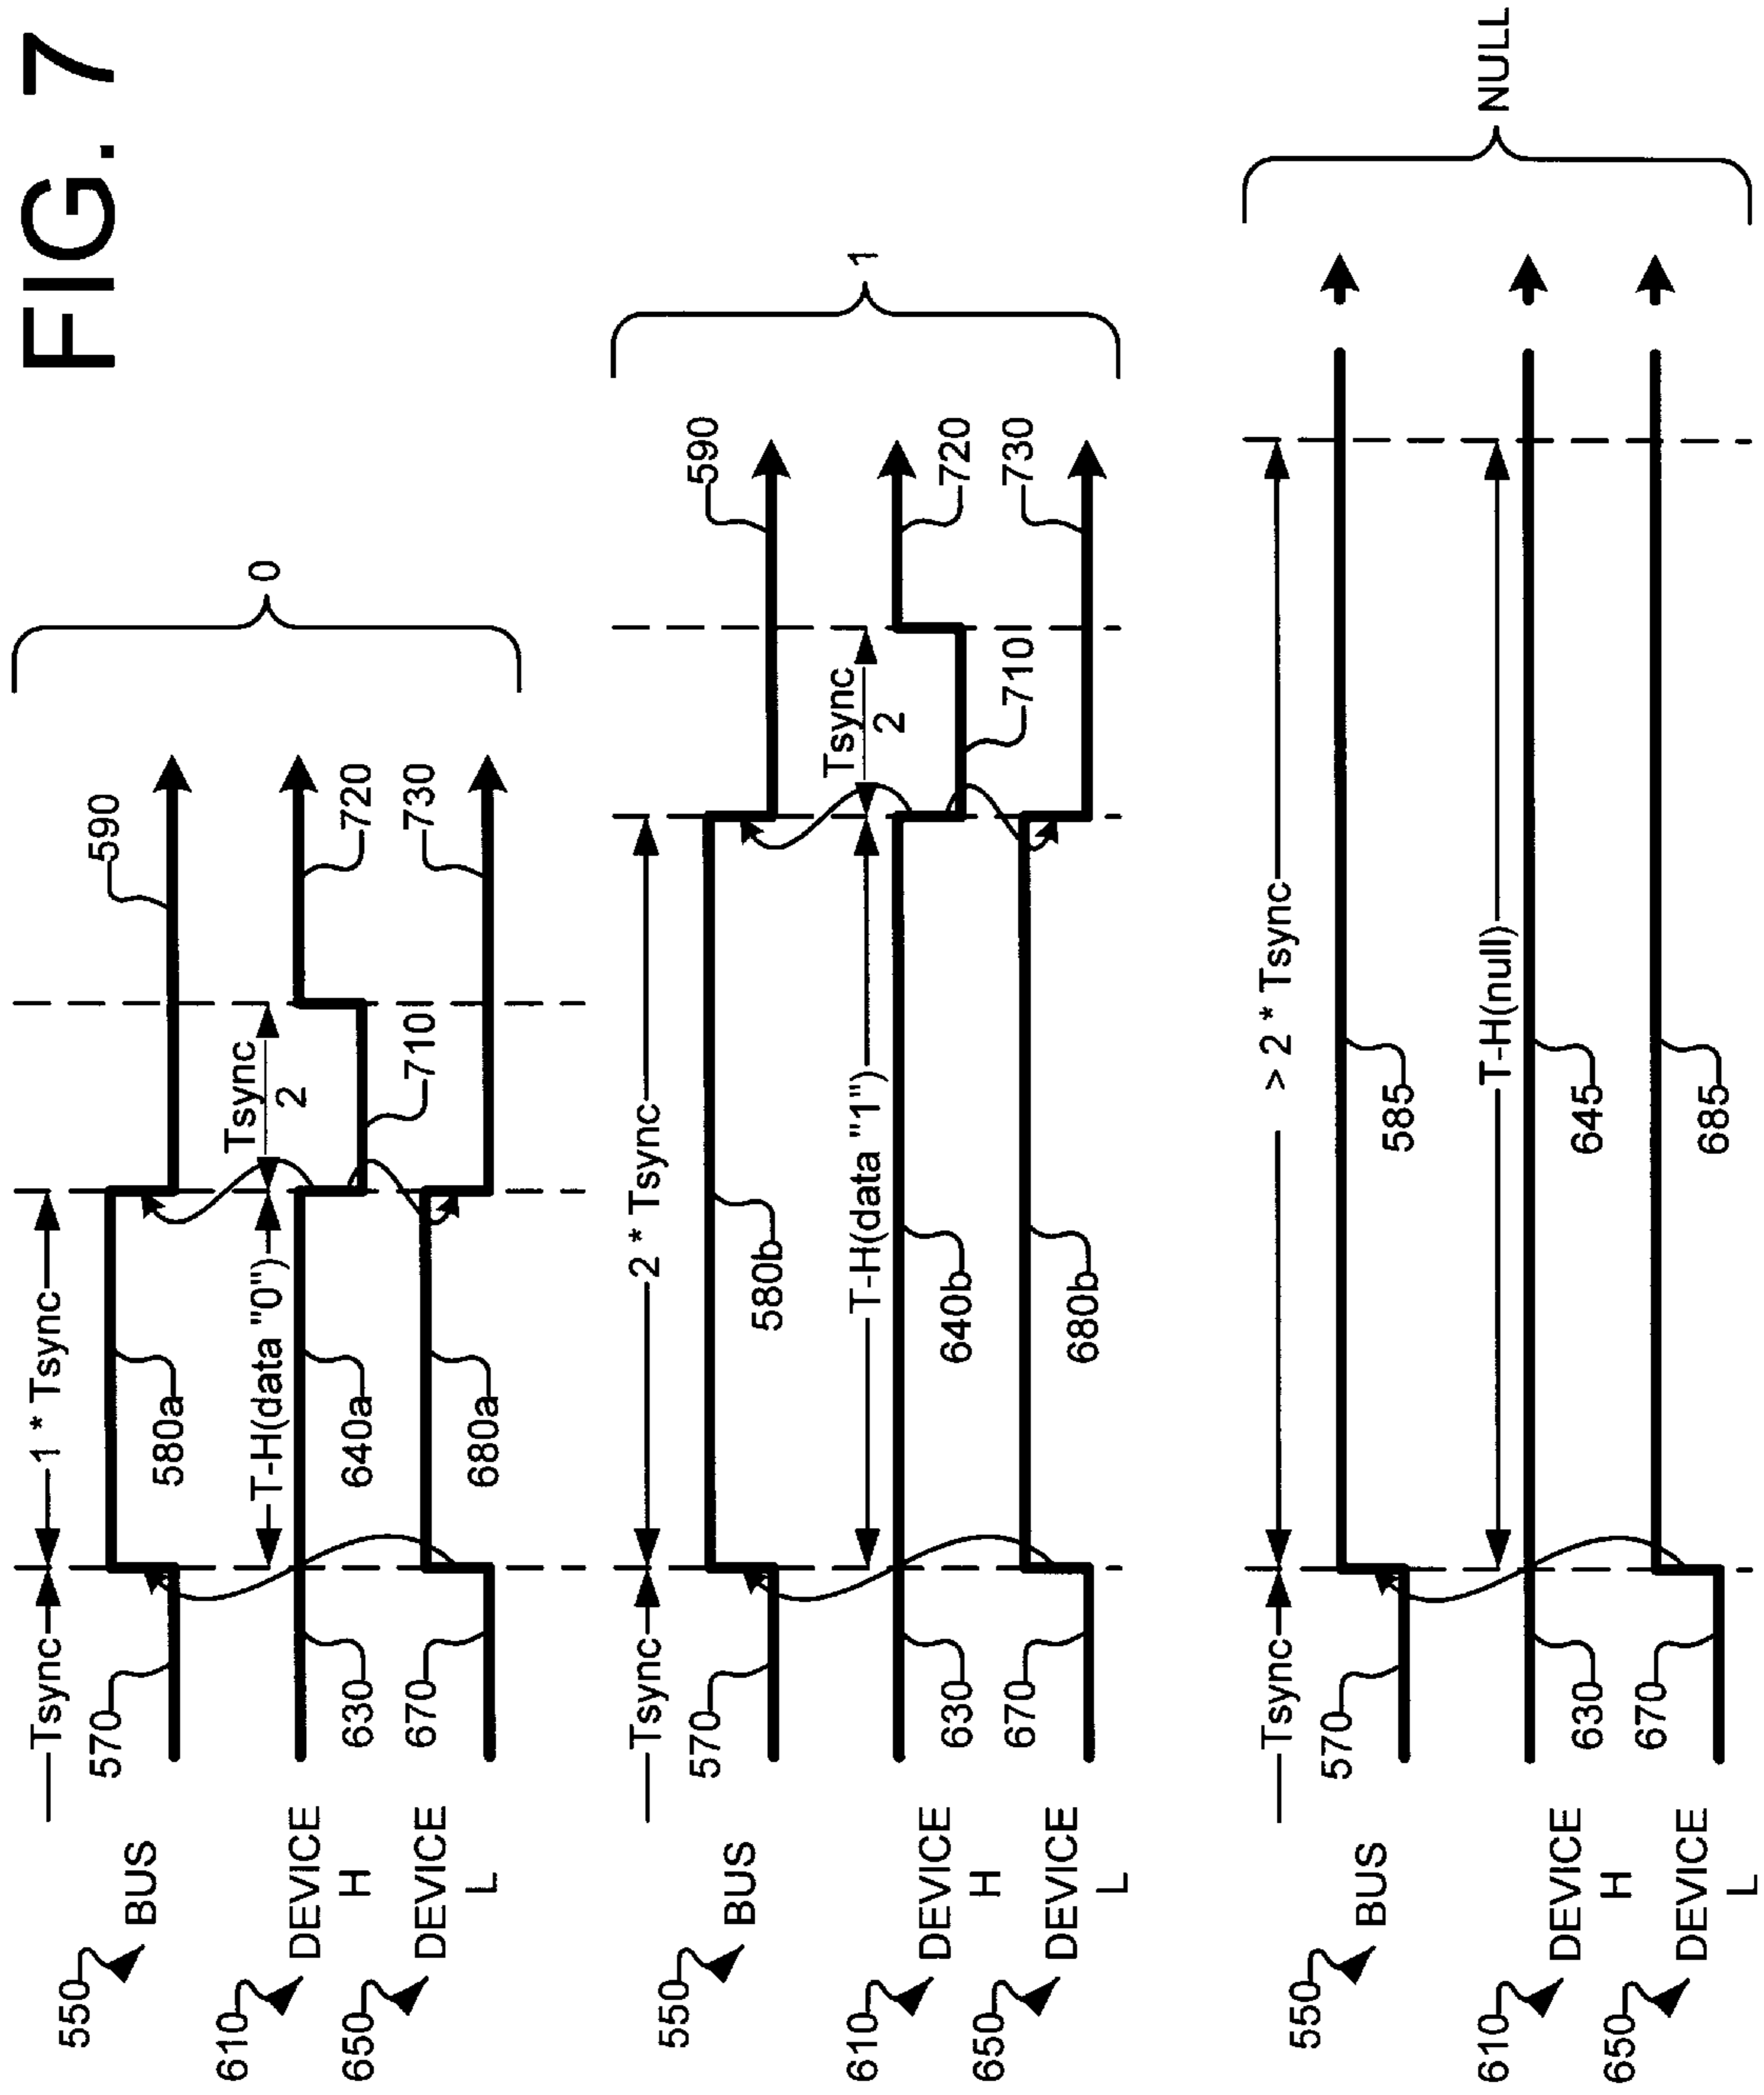 FIG. 7
Tsync 1 * Tsync
550 BUS 570 580a 590
T-H(data "0") Tsync
2
0
610 DEVICE
H
630 640a 710 720
650 DEVICE
L
670 680a 730
Tsync 2 * Tsync
550 BUS 570 580b 590
T-H(data "1") Tsync
2
1
610 DEVICE
H
630 640b 710 720
650 DEVICE
L
670 680b 730
Tsync > 2 * Tsync
550 BUS 570 585
T-H(null)
NULL
610 DEVICE
H
630 645
650 DEVICE
L
670 685